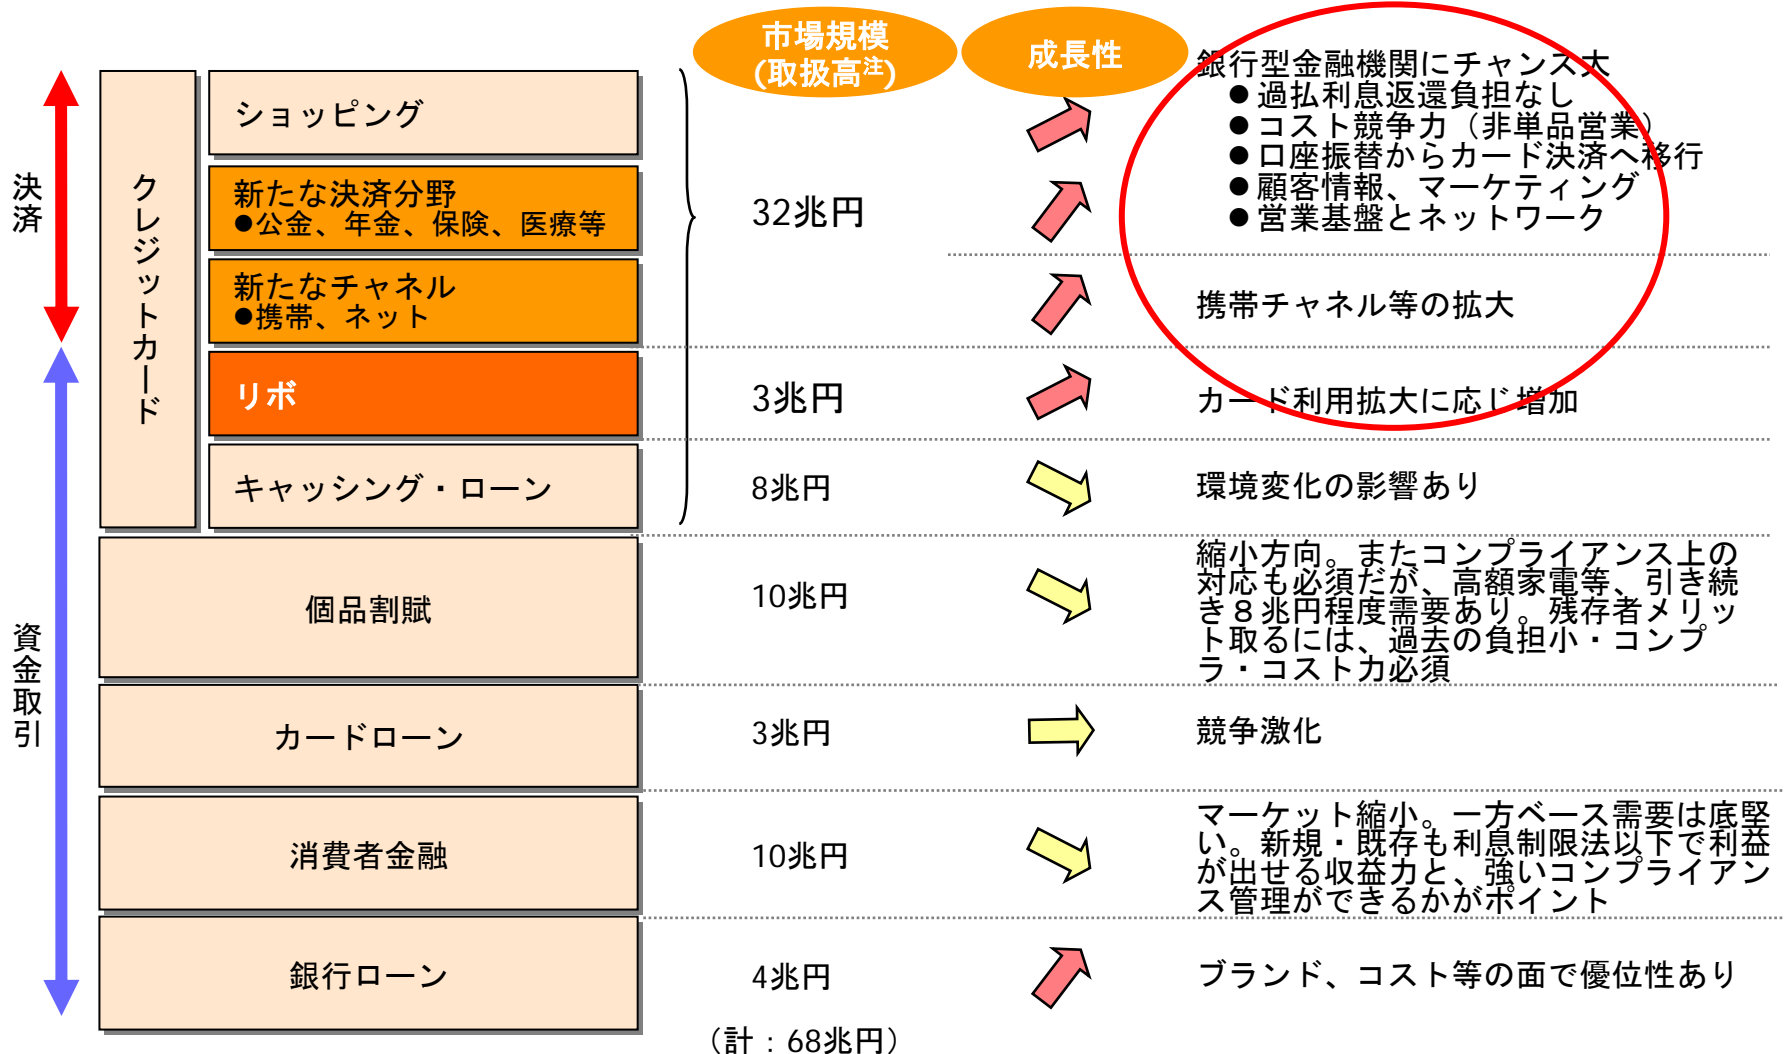 市場規模
(取扱高注)
成長性
決済
資金取引
クレジットカード
ショッピング
新たな決済分野
●公金、年金、保険、医療等
新たなチャネル
●携帯、ネット
リボ
キャッシング・ローン
32兆円
銀行型金融機関にチャンス大
●過払利息返還負担なし
●コスト競争力（非単品営業）
●口座振替からカード決済へ移行
●顧客情報、マーケティング
●営業基盤とネットワーク
携帯チャネル等の拡大
3兆円
カード利用拡大に応じ増加
8兆円
環境変化の影響あり
個品割賦
10兆円
縮小方向。またコンプライアンス上の
対応も必須だが、高額家電等、引き続
き８兆円程度需要あり。残存者メリッ
ト取るには、過去の負担小・コンプ
ラ・コスト力必須
カードローン
3兆円
競争激化
消費者金融
10兆円
マーケット縮小。一方ベース需要は底堅
い。新規・既存も利息制限法以下で利益
が出せる収益力と、強いコンプライアン
ス管理ができるかがポイント
銀行ローン
4兆円
ブランド、コスト等の面で優位性あり
（計：68兆円）